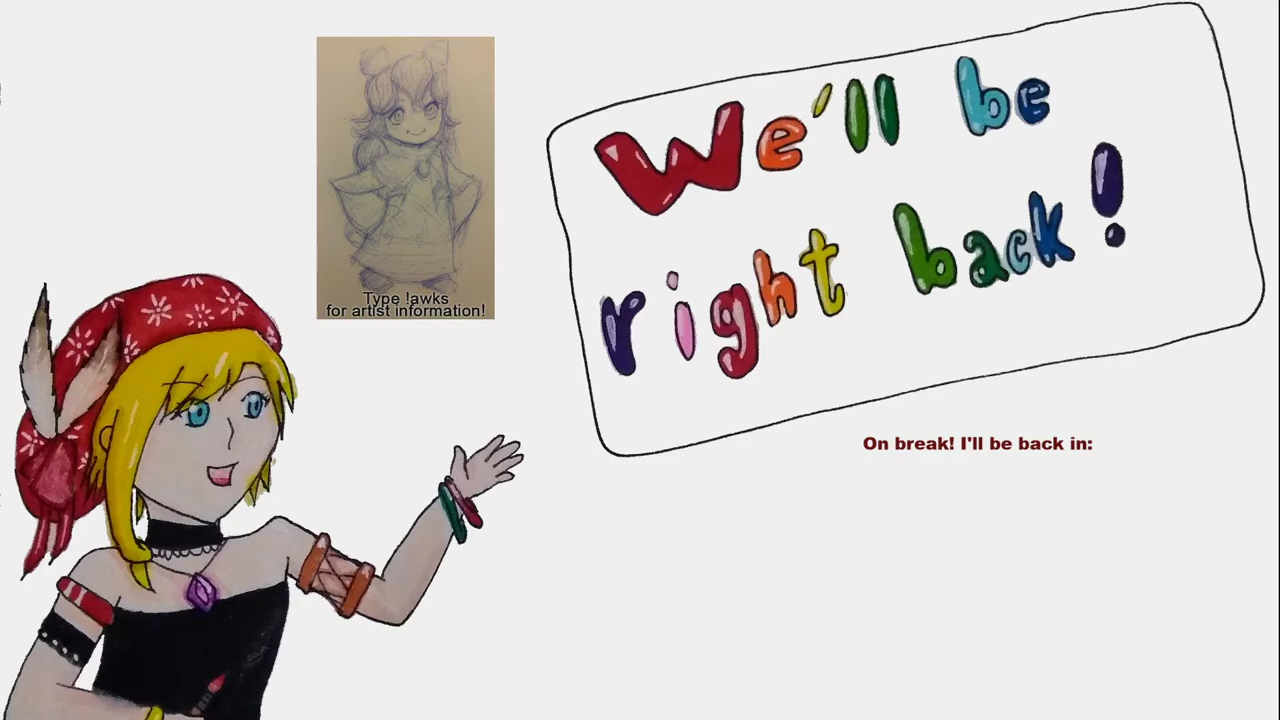 We'll be
right back!
Type !awks
for artist information!
On break! I'll be back in: